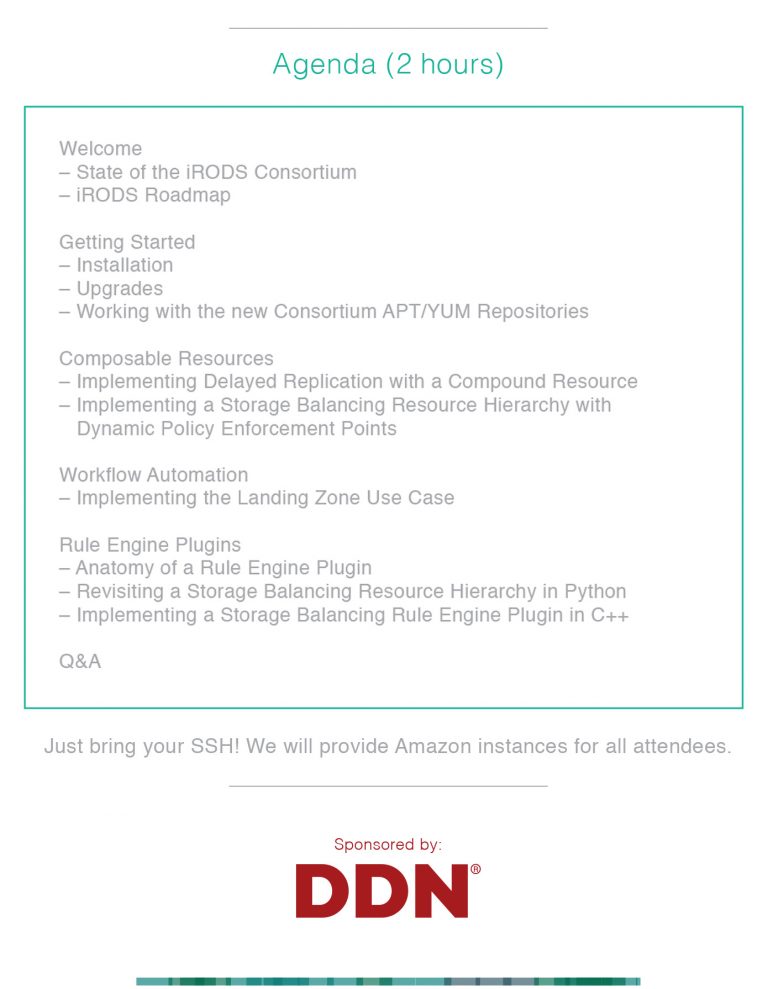 Agenda (2 hours)
Welcome
– State of the iRODS Consortium
– iRODS Roadmap
Getting Started
– Installation
– Upgrades
– Working with the new Consortium APT/YUM Repositories
Composable Resources
– Implementing Delayed Replication with a Compound Resource
– Implementing a Storage Balancing Resource Hierarchy with
Dynamic Policy Enforcement Points
Workflow Automation
– Implementing the Landing Zone Use Case
Rule Engine Plugins
– Anatomy of a Rule Engine Plugin
– Revisiting a Storage Balancing Resource Hierarchy in Python
– Implementing a Storage Balancing Rule Engine Plugin in C++
Q&A
Just bring your SSH! We will provide Amazon instances for all attendees.
Sponsored by:
DDN®